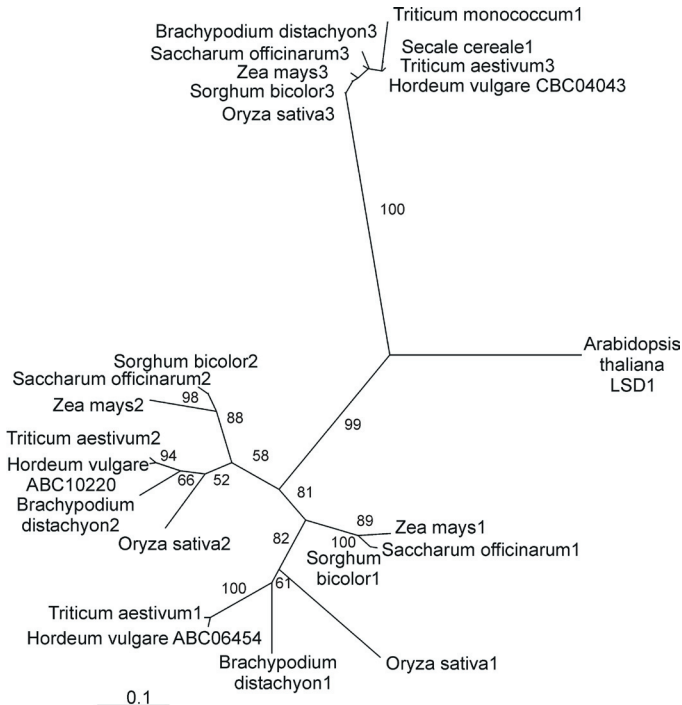 Triticum monococcum1
Brachypodium distachyon3
Saccharum officinarum3
Secale cereale1
Zea mays3
Triticum aestivum3
Sorghum bicolor3
Hordeum vulgare CBC04043
Oryza sativa3
100
Arabidopsis
thaliana
LSD1
Sorghum bicolor2
Saccharum officinarum2
98
Zea mays2
88
99
Triticum aestivum2
94
58
Hordeum vulgare
ABC10220
66
52
81
Brachypodium
distachyon2
Oryza sativa2
89
Zea mays1
82
100
Saccharum officinarum1
Sorghum
bicolor1
100
61
Triticum aestivum1
Hordeum vulgare ABC06454
Brachypodium
distachyon1
Oryza sativa1
0.1